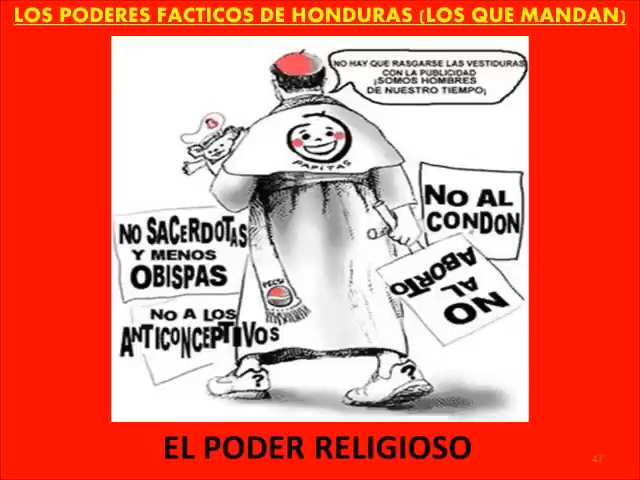 LOS PODERES FACTICOS DE HONDURAS (LOS QUE MANDAN)
NO HAY QUE RASGARSE LAS VESTIDURAS
CON LA PUBLICIDAD
¡SOMOS HOMBRES
DE NUESTRO TIEMPO¡
PAPITAS
NO AL
CONDON
NO SACERDOTAS
Y MENOS
OBISPAS
NO AL
ABORTO
PECSI
NO A LOS
ANTICONCEPTIVOS
?
?
EL PODER RELIGIOSO
47